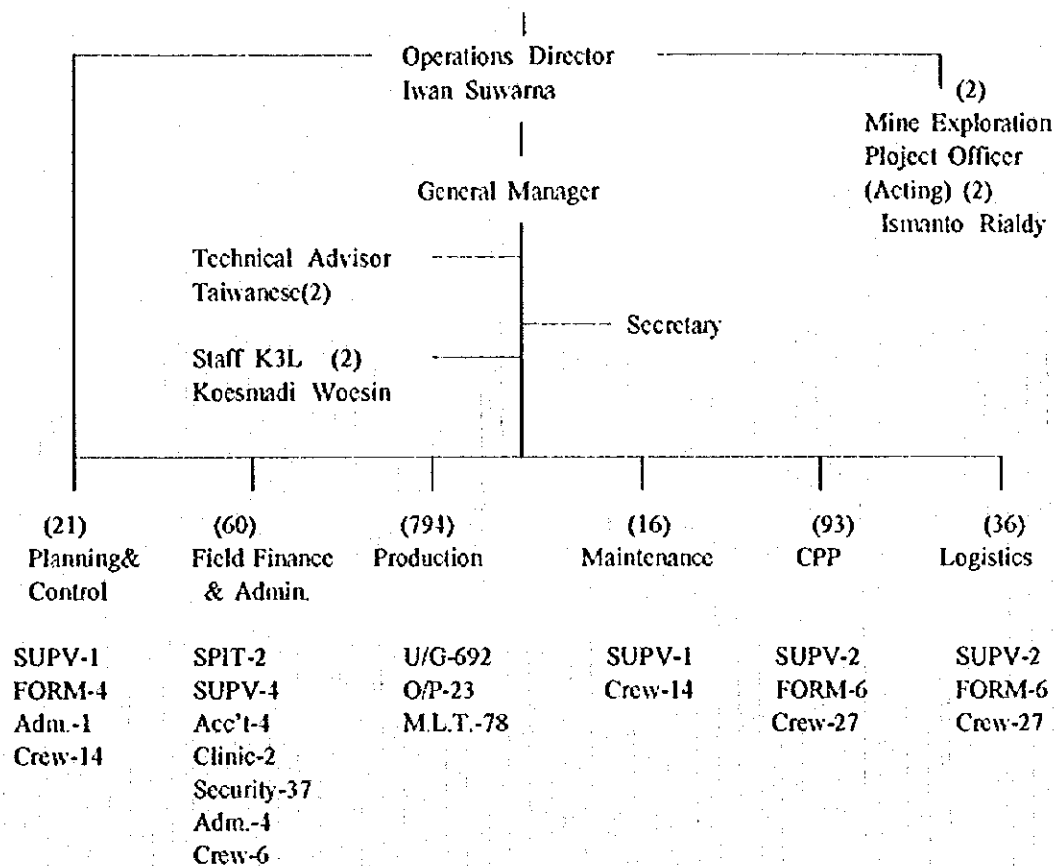 Operations Director
Iwan Suwarna
(2)
Mine Exploration
Ploject Officer
(Acting) (2)
Ismanto Rialdy
General Manager
Technical Advisor
Taiwanese(2)
Secretary
Staff K3L (2)
Koesmadi Woesin
(21)
Planning&
Control
SUPV-1
FORM-4
Adm.-1
Crew-14
(60)
Field Finance
& Admin.
SPIT-2
SUPV-4
Acc't-4
Clinic-2
Security-37
Adm.-4
Crew-6
(794)
Production
U/G-692
O/P-23
M.L.T.-78
(16)
Maintenance
SUPV-1
Crew-14
(93)
CPP
SUPV-2
FORM-6
Crew-27
(36)
Logistics
SUPV-2
FORM-6
Crew-27